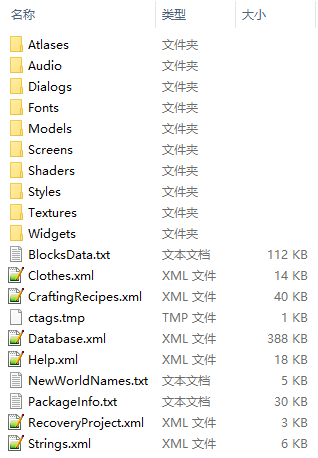 名称 类型 大小
Atlases 文件夹
Audio 文件夹
Dialogs 文件夹
Fonts 文件夹
Models 文件夹
Screens 文件夹
Shaders 文件夹
Styles 文件夹
Textures 文件夹
Widgets 文件夹
BlocksData.txt 文本文档 112 KB
Clothes.xml XML 文件 14 KB
CraftingRecipes.xml XML 文件 40 KB
ctags.tmp TMP 文件 1 KB
Database.xml XML 文件 388 KB
Help.xml XML 文件 18 KB
NewWorldNames.txt 文本文档 5 KB
PackageInfo.txt 文本文档 30 KB
RecoveryProject.xml XML 文件 3 KB
Strings.xml XML 文件 6 KB